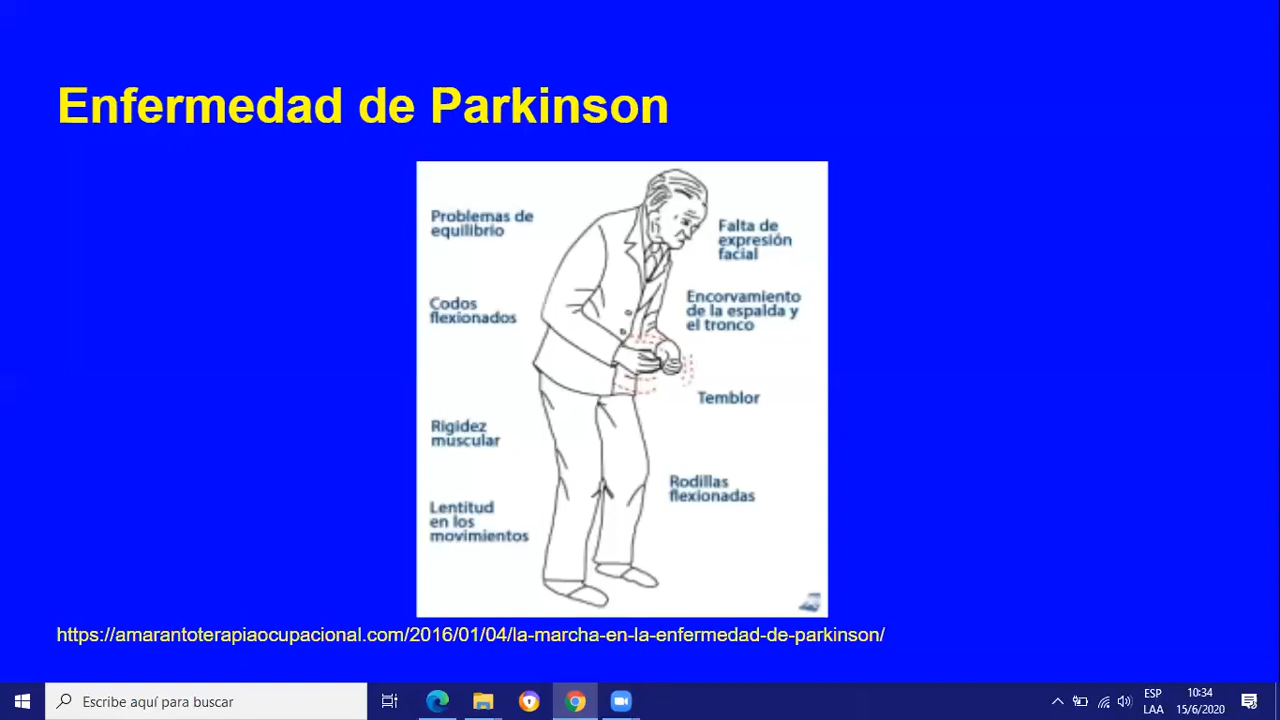 Enfermedad de Parkinson
Problemas de
equilibrio
Codos
flexionados
Rigidez
muscular
Lentitud
en los
movimientos
Falta de
expresión
facial
Encorvamiento
de la espalda y
el tronco
Temblor
Rodillas
flexionadas
https://amarantoterapiaocupacional.com/2016/01/04/la-marcha-en-la-enfermedad-de-parkinson/
Escribe aquí para buscar
ESP
LAA
10:34
15/6/2020